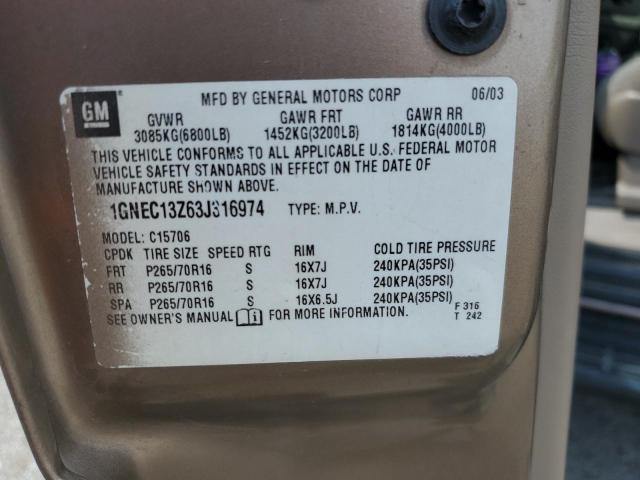 GM
MFD BY GENERAL MOTORS CORP 06/03
GVWR GAWR FRT GAWR RR
3085KG(6800LB) 1452KG(3200LB) 1814KG(4000LB)
THIS VEHICLE CONFORMS TO ALL APPLICABLE U.S. FEDERAL MOTOR
VEHICLE SAFETY STANDARDS IN EFFECT ON THE DATE OF
MANUFACTURE SHOWN ABOVE.
1GNEC13Z63J316974 TYPE: M.P.V.
MODEL: C15706
CPDK TIRE SIZE SPEED RTG RIM COLD TIRE PRESSURE
FRT P265/70R16 S 16X7J 240KPA(35PSI)
RR P265/70R16 S 16X7J 240KPA(35PSI)
SPA P265/70R16 S 16X6.5J 240KPA(35PSI)
SEE OWNER'S MANUAL i FOR MORE INFORMATION.
F 316
T 242